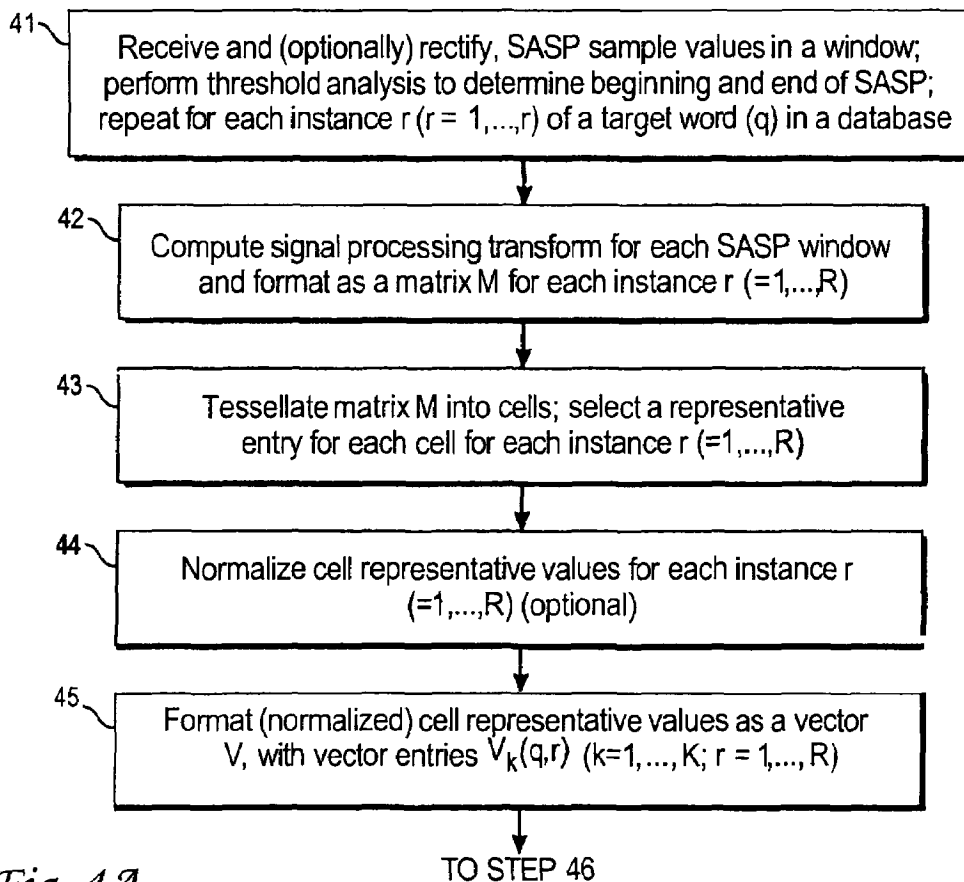 41
Receive and (optionally) rectify, SASP sample values in a window;
perform threshold analysis to determine beginning and end of SASP;
repeat for each instance r (r = 1,...,r) of a target word (q) in a database
42
Compute signal processing transform for each SASP window
and format as a matrix M for each instance r (=1,...,R)
43
Tessellate matrix M into cells; select a representative
entry for each cell for each instance r (=1,...,R)
44
Normalize cell representative values for each instance r
(=1,...,R) (optional)
45
Format (normalized) cell representative values as a vector
V, with vector entries V_k(q,r) (k=1,...,K; r = 1,...,R)
TO STEP 46
Fig. 4A